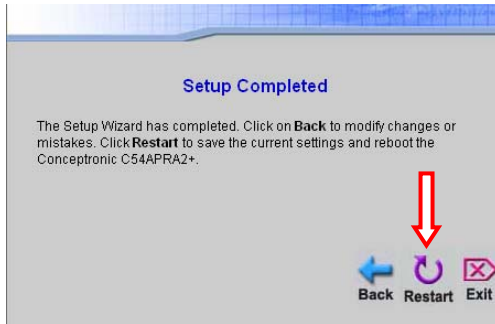 Setup Completed
The Setup Wizard has completed. Click on Back to modify changes or
mistakes. Click Restart to save the current settings and reboot the
Conceptronic C54APRA2+.
Back Restart Exit